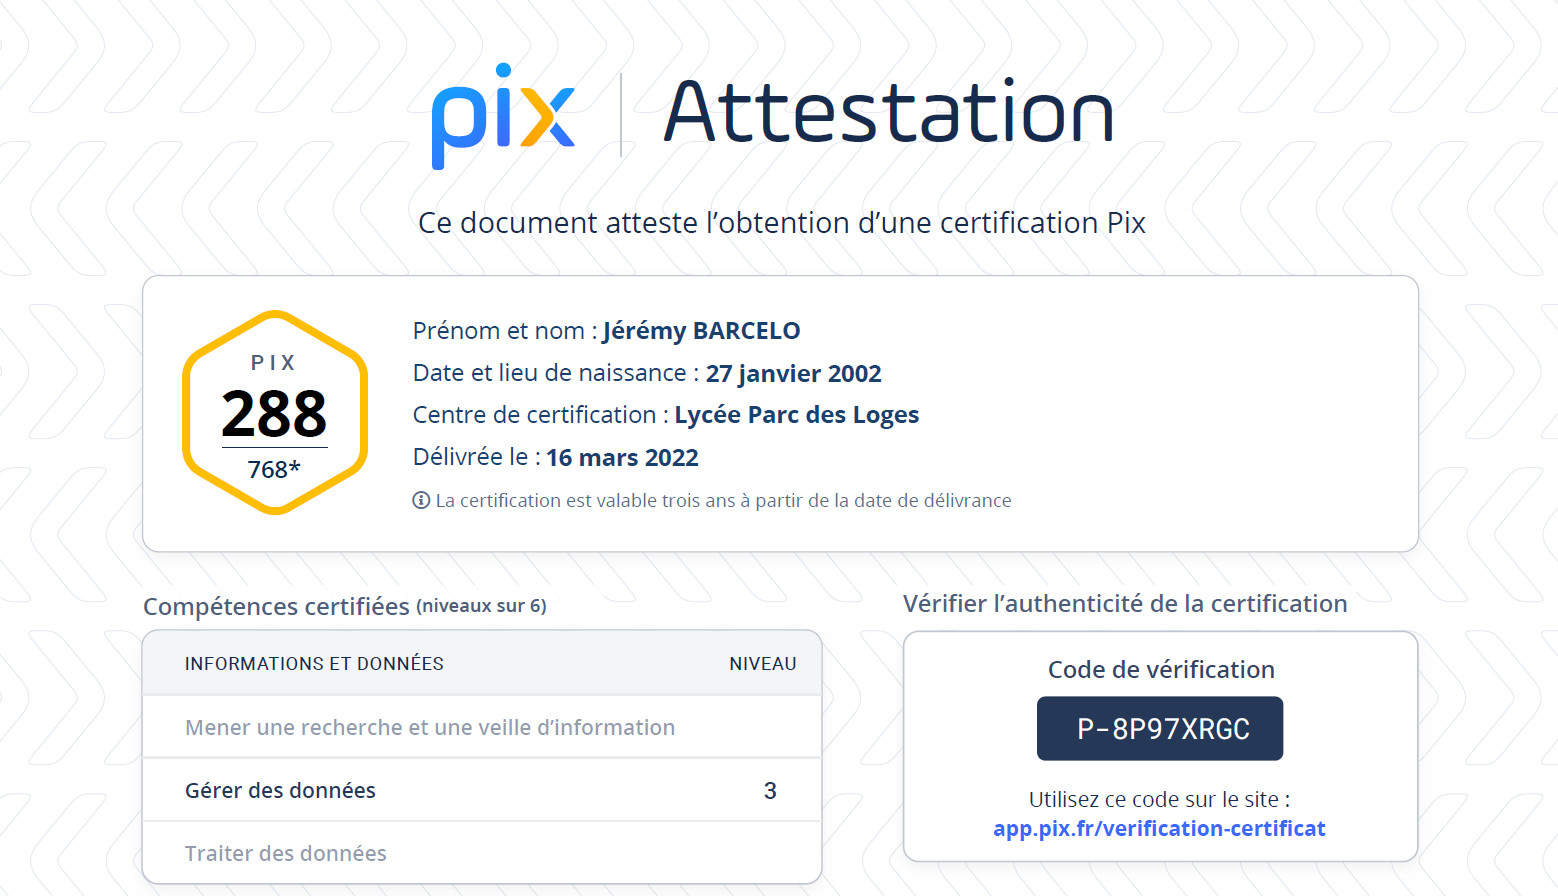 pix Attestation
Ce document atteste l’obtention d’une certification Pix
PIX
288
768*
Prénom et nom : Jérémy BARCELO
Date et lieu de naissance : 27 janvier 2002
Centre de certification : Lycée Parc des Loges
Délivrée le : 16 mars 2022
La certification est valable trois ans à partir de la date de délivrance
Compétences certifiées (niveaux sur 6)
INFORMATIONS ET DONNÉES NIVEAU
Mener une recherche et une veille d’information
Gérer des données 3
Traiter des données
Vérifier l’authenticité de la certification
Code de vérification
P-8P97XRGC
Utilisez ce code sur le site :
app.pix.fr/verification-certificat